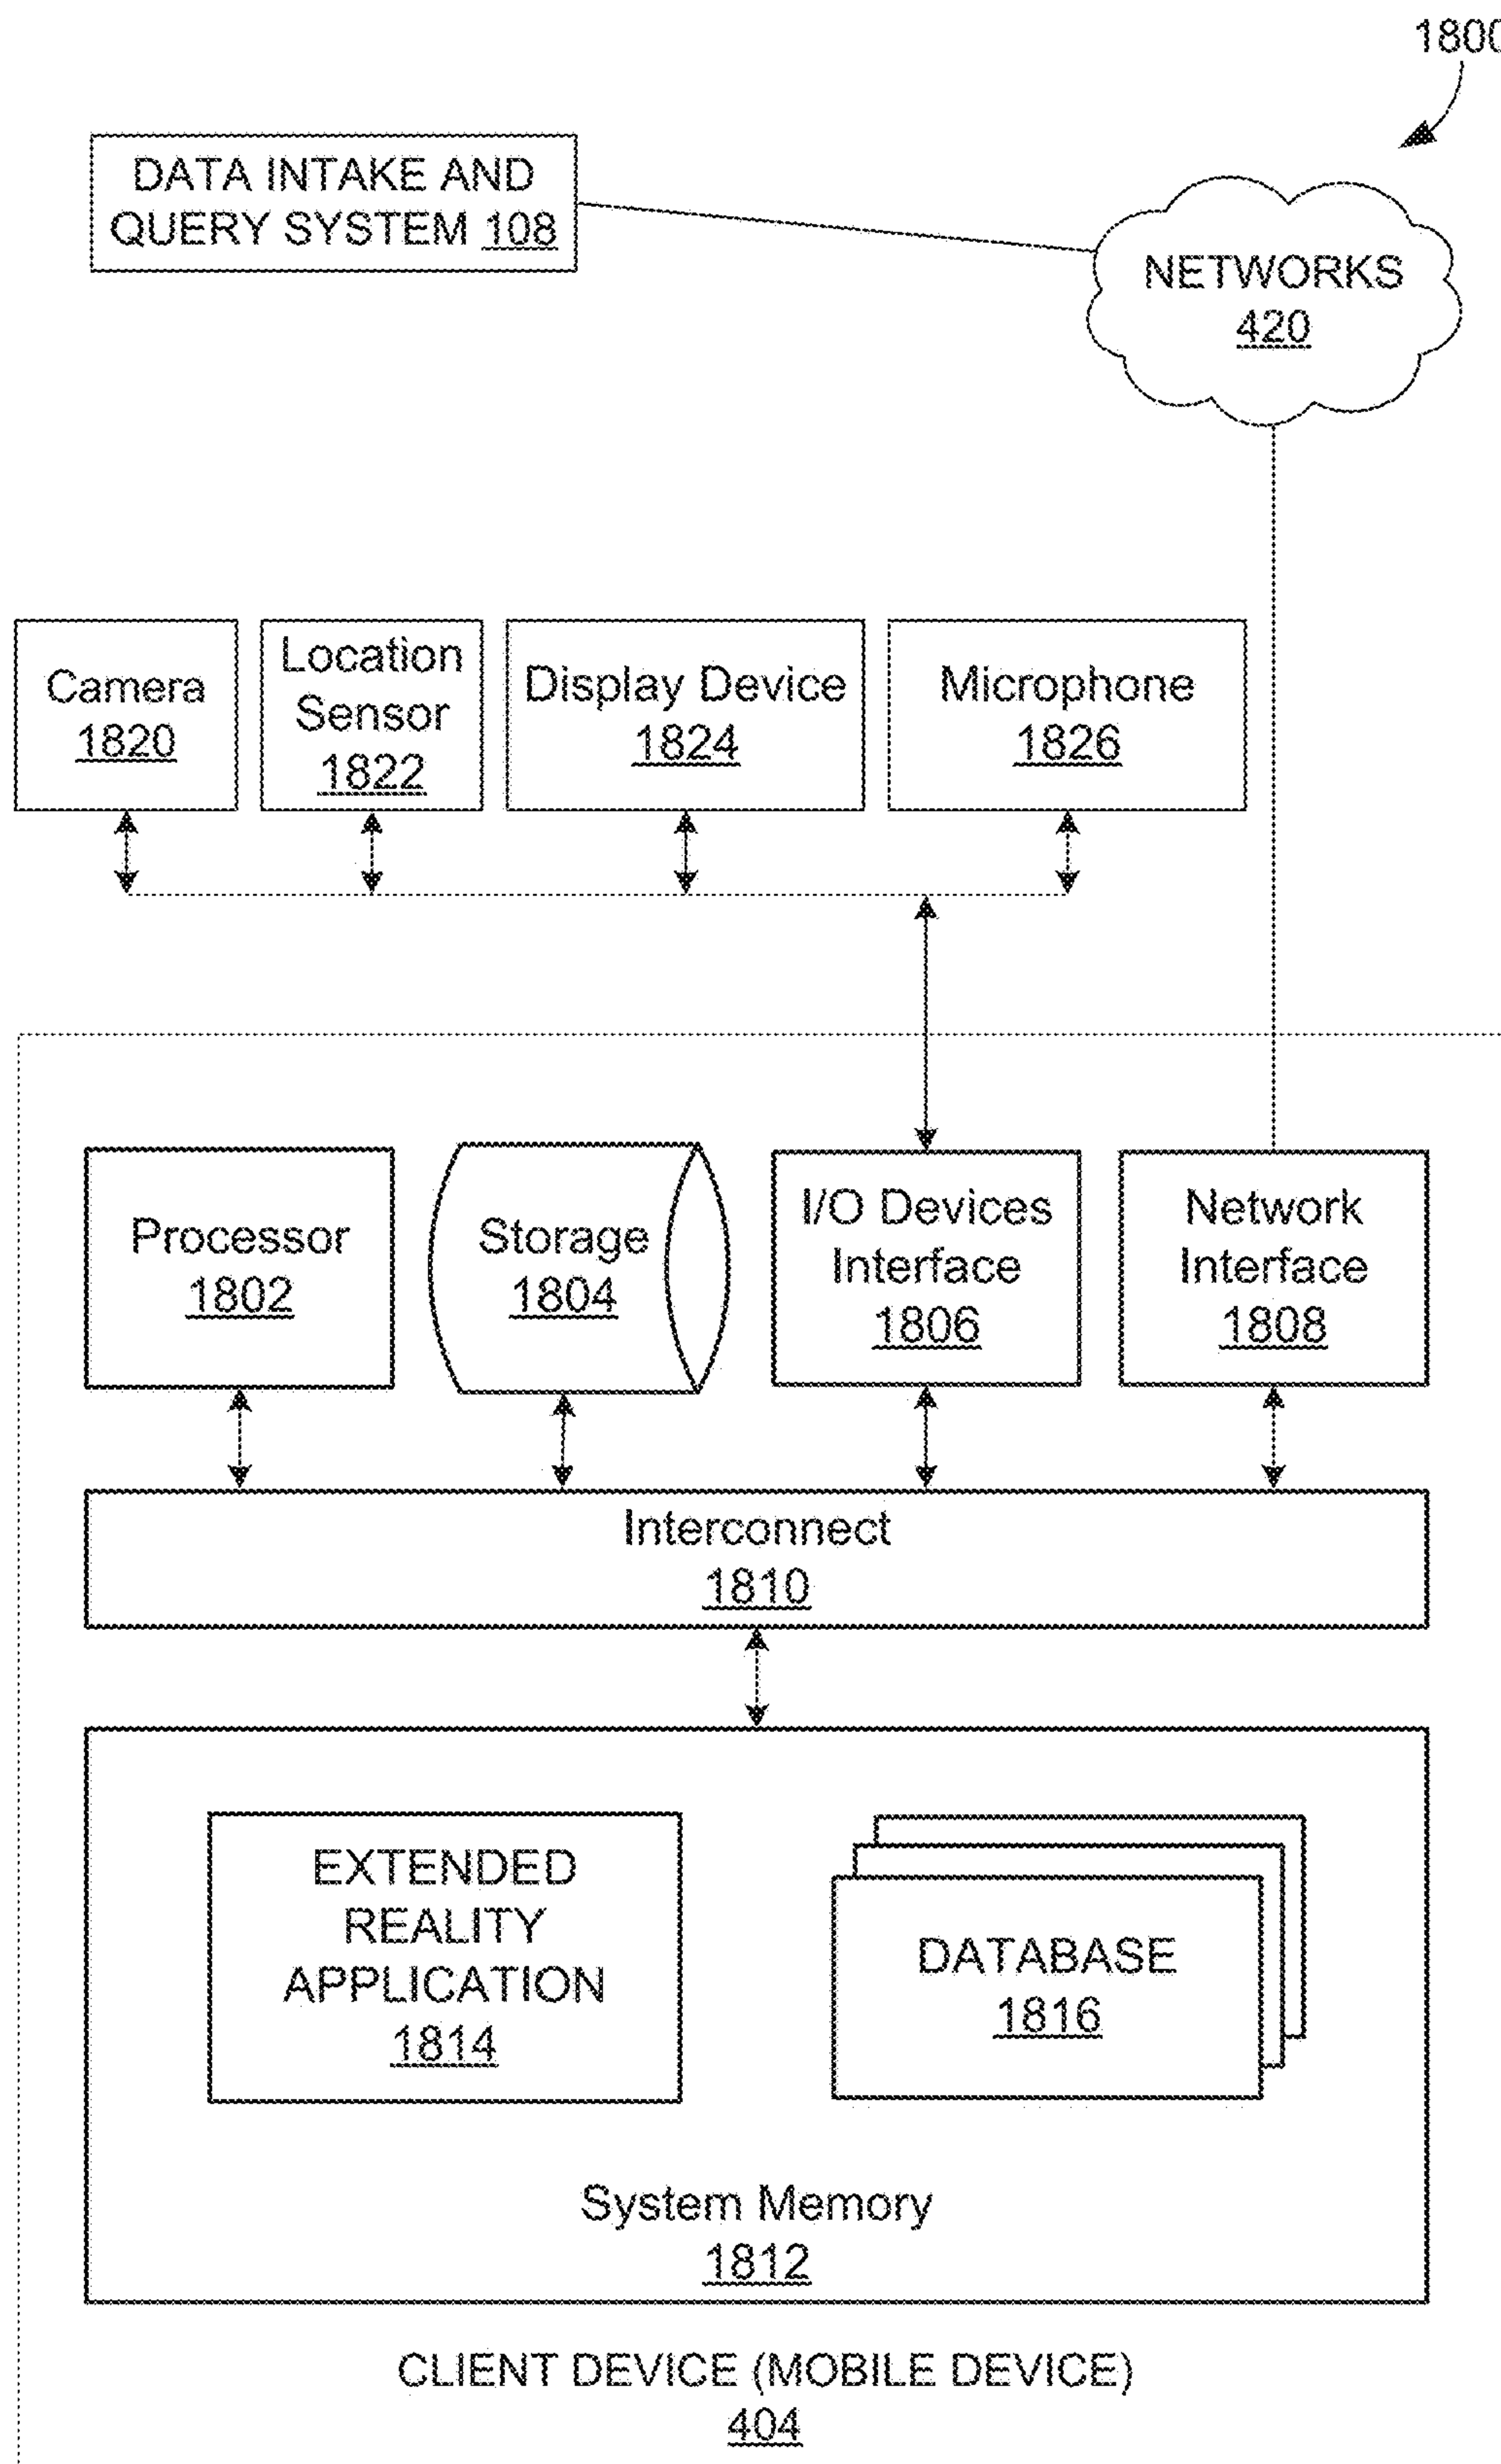 1800
DATA INTAKE AND
QUERY SYSTEM 108
NETWORKS
420
Camera
1820
Location
Sensor
1822
Display Device
1824
Microphone
1826
Processor
1802
Storage
1804
I/O Devices
Interface
1806
Network
Interface
1808
Interconnect
1810
EXTENDED
REALITY
APPLICATION
1814
DATABASE
1816
System Memory
1812
CLIENT DEVICE (MOBILE DEVICE)
404